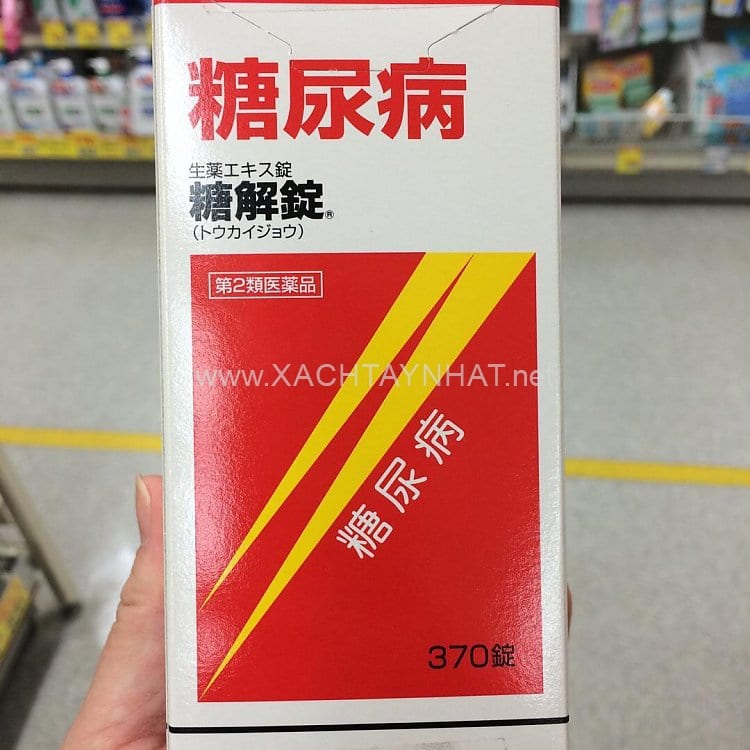 糖尿病
生薬エキス錠
糖解錠®
(トウカイジョウ)
第2類医薬品
www.XACHTAYNHAT.net
糖尿病
370錠